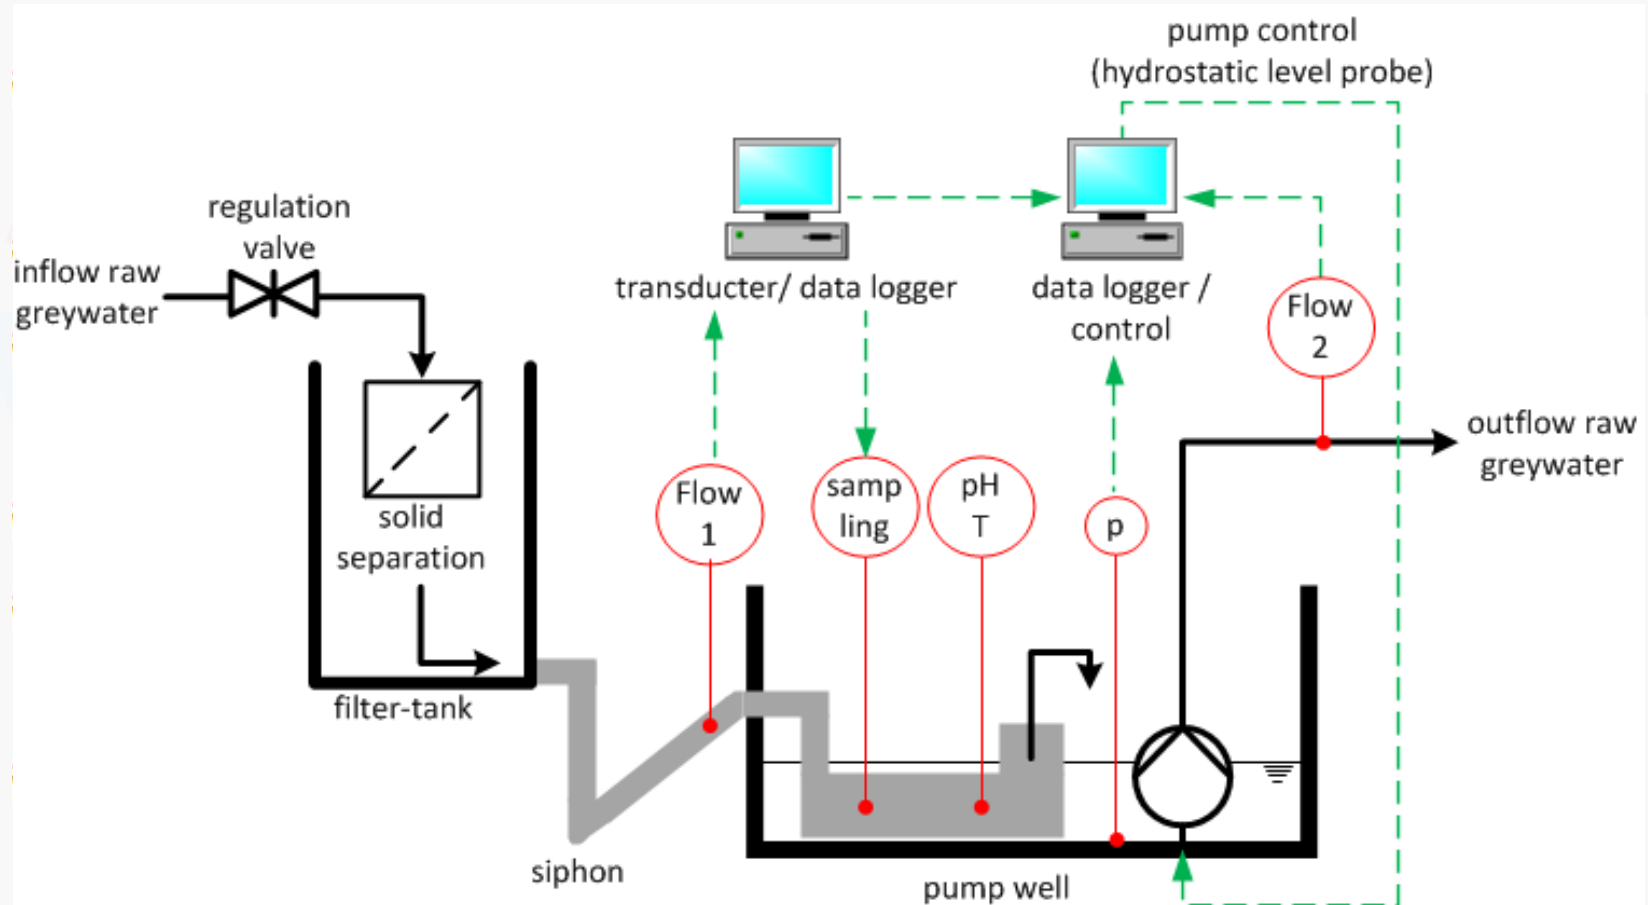 pump control
(hydrostatic level probe)
regulation
valve
inflow raw
greywater
transducter/ data logger
data logger /
control
Flow
2
outflow raw
greywater
solid
separation
Flow
1
samp
ling
pH
T
p
filter-tank
siphon
pump well